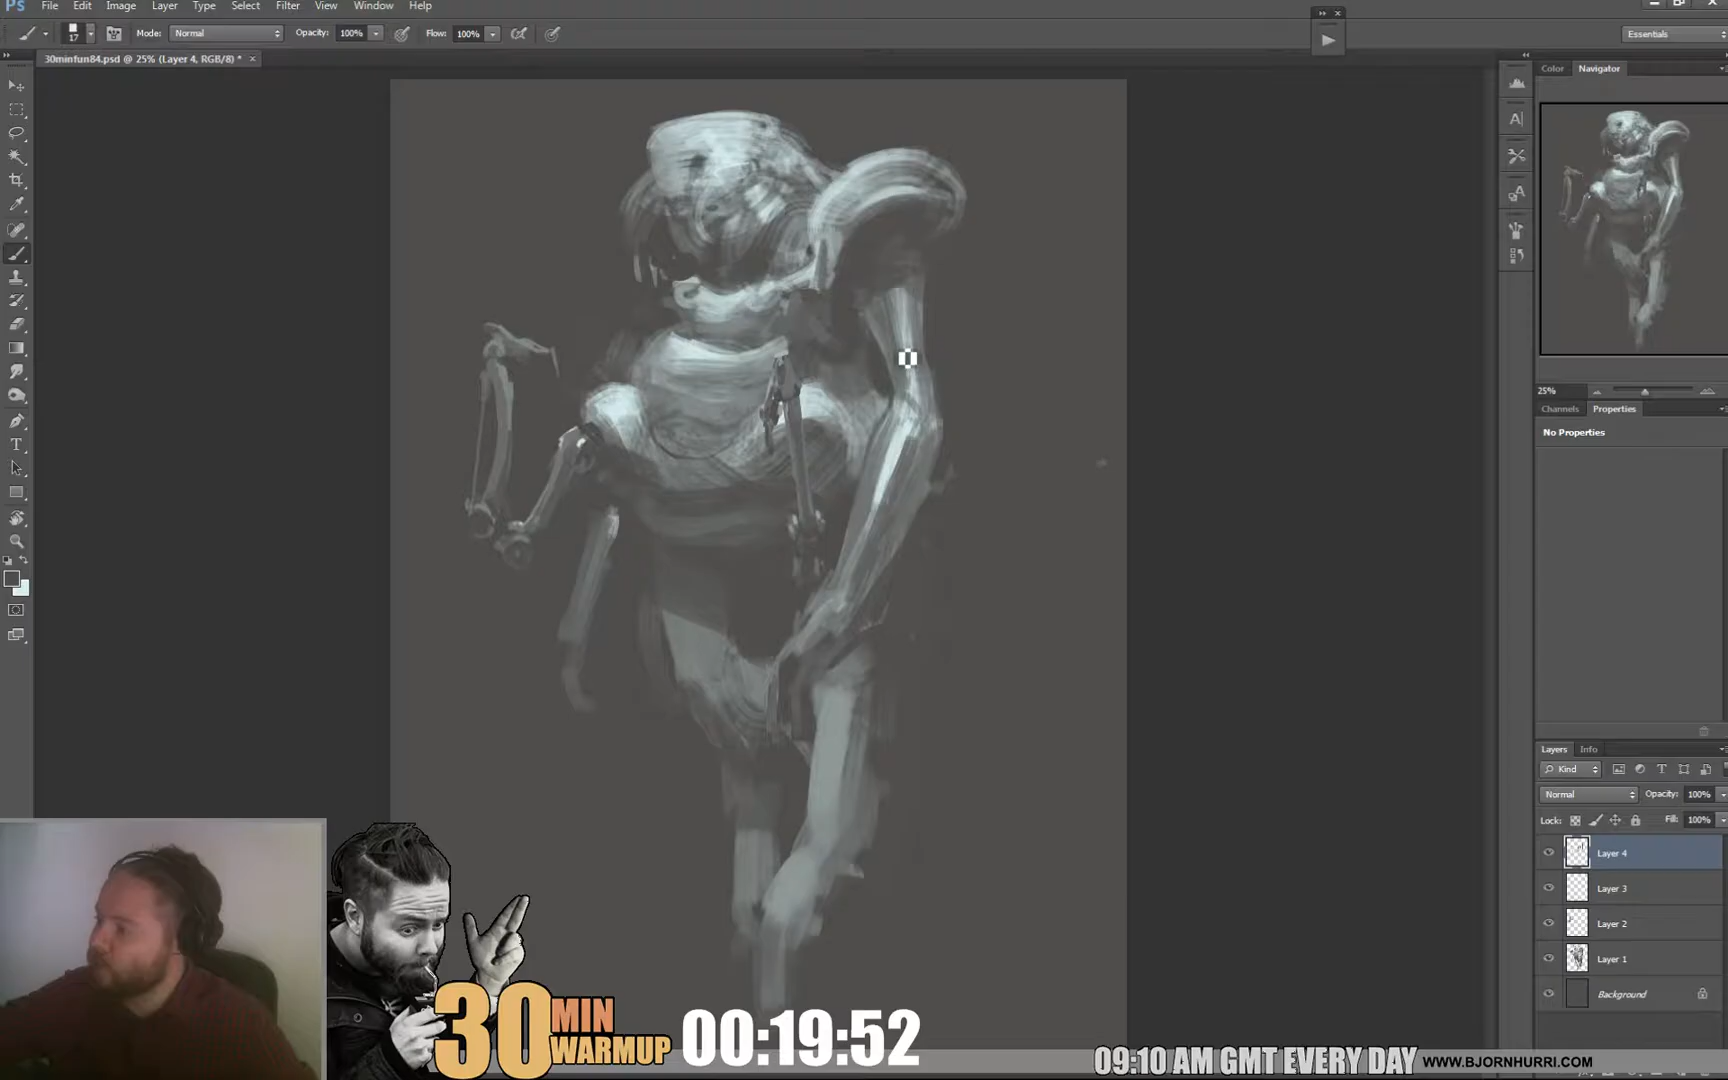 Ps File Edit Image Layer Type Select Filter View Window Help
17 Mode: Normal Opacity: 100% Flow: 100% Essentials
30minfun84.psd @ 25% (Layer 4, RGB/8) *
Color Navigator
25%
Channels Properties
No Properties
Layers Info
Kind
Normal Opacity: 100%
Lock: Fill: 100%
Layer 4
Layer 3
Layer 2
Layer 1
Background
30 MIN WARMUP
00:19:52
09:10 AM GMT EVERY DAY WWW.BJORNHURRI.COM